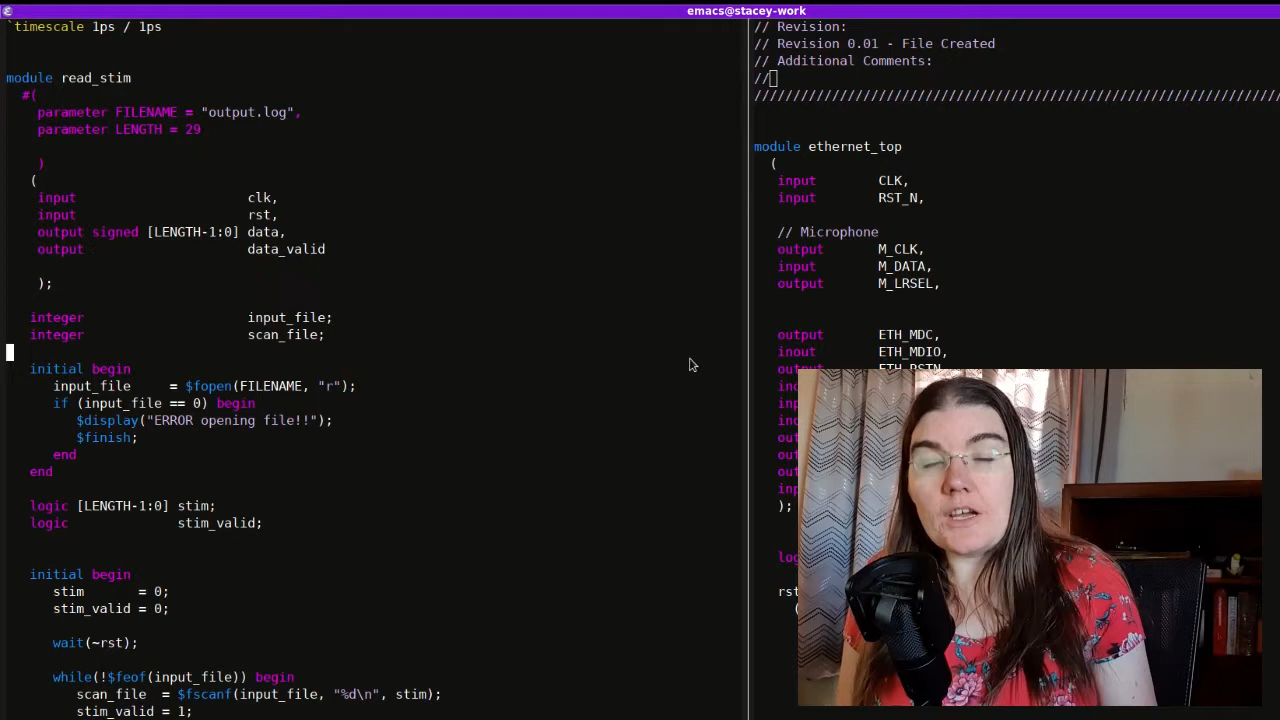 emacs@stacey-work
`timescale 1ps / 1ps
module read_stim
#(
parameter FILENAME = "output.log",
parameter LENGTH = 29
)
(
input clk,
input rst,
output signed [LENGTH-1:0] data,
output data_valid
);
integer input_file;
integer scan_file;
initial begin
input_file = $fopen(FILENAME, "r");
if (input_file == 0) begin
$display("ERROR opening file!!");
$finish;
end
end
logic [LENGTH-1:0] stim;
logic stim_valid;
initial begin
stim = 0;
stim_valid = 0;
wait(~rst);
while(!$feof(input_file)) begin
scan_file = $fscanf(input_file, "%d\n", stim);
stim_valid = 1;
// Revision:
// Revision 0.01 - File Created
// Additional Comments:
//
////////////////////////////////////////////////////////////////////
module ethernet_top
(
input CLK,
input RST_N,
// Microphone
output M_CLK,
input M_DATA,
output M_LRSEL,
output ETH_MDC,
inout ETH_MDIO,
);